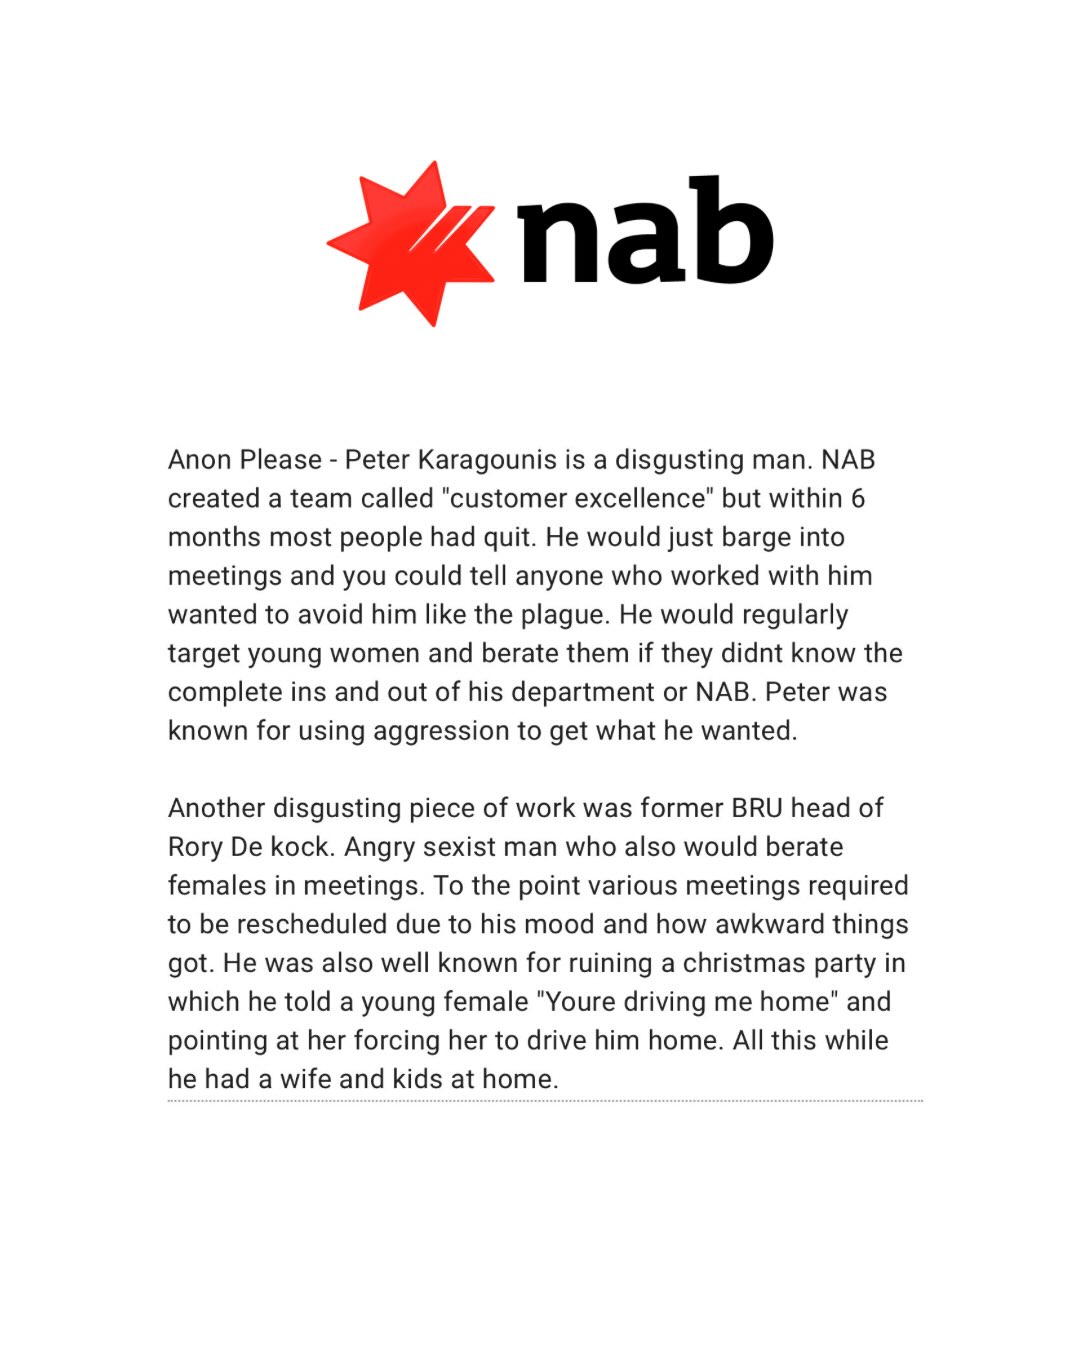 nab
Anon Please - Peter Karagounis is a disgusting man. NAB
created a team called "customer excellence" but within 6
months most people had quit. He would just barge into
meetings and you could tell anyone who worked with him
wanted to avoid him like the plague. He would regularly
target young women and berate them if they didnt know the
complete ins and out of his department or NAB. Peter was
known for using aggression to get what he wanted.
Another disgusting piece of work was former BRU head of
Rory De kock. Angry sexist man who also would berate
females in meetings. To the point various meetings required
to be rescheduled due to his mood and how awkward things
got. He was also well known for ruining a christmas party in
which he told a young female "Youre driving me home" and
pointing at her forcing her to drive him home. All this while
he had a wife and kids at home.